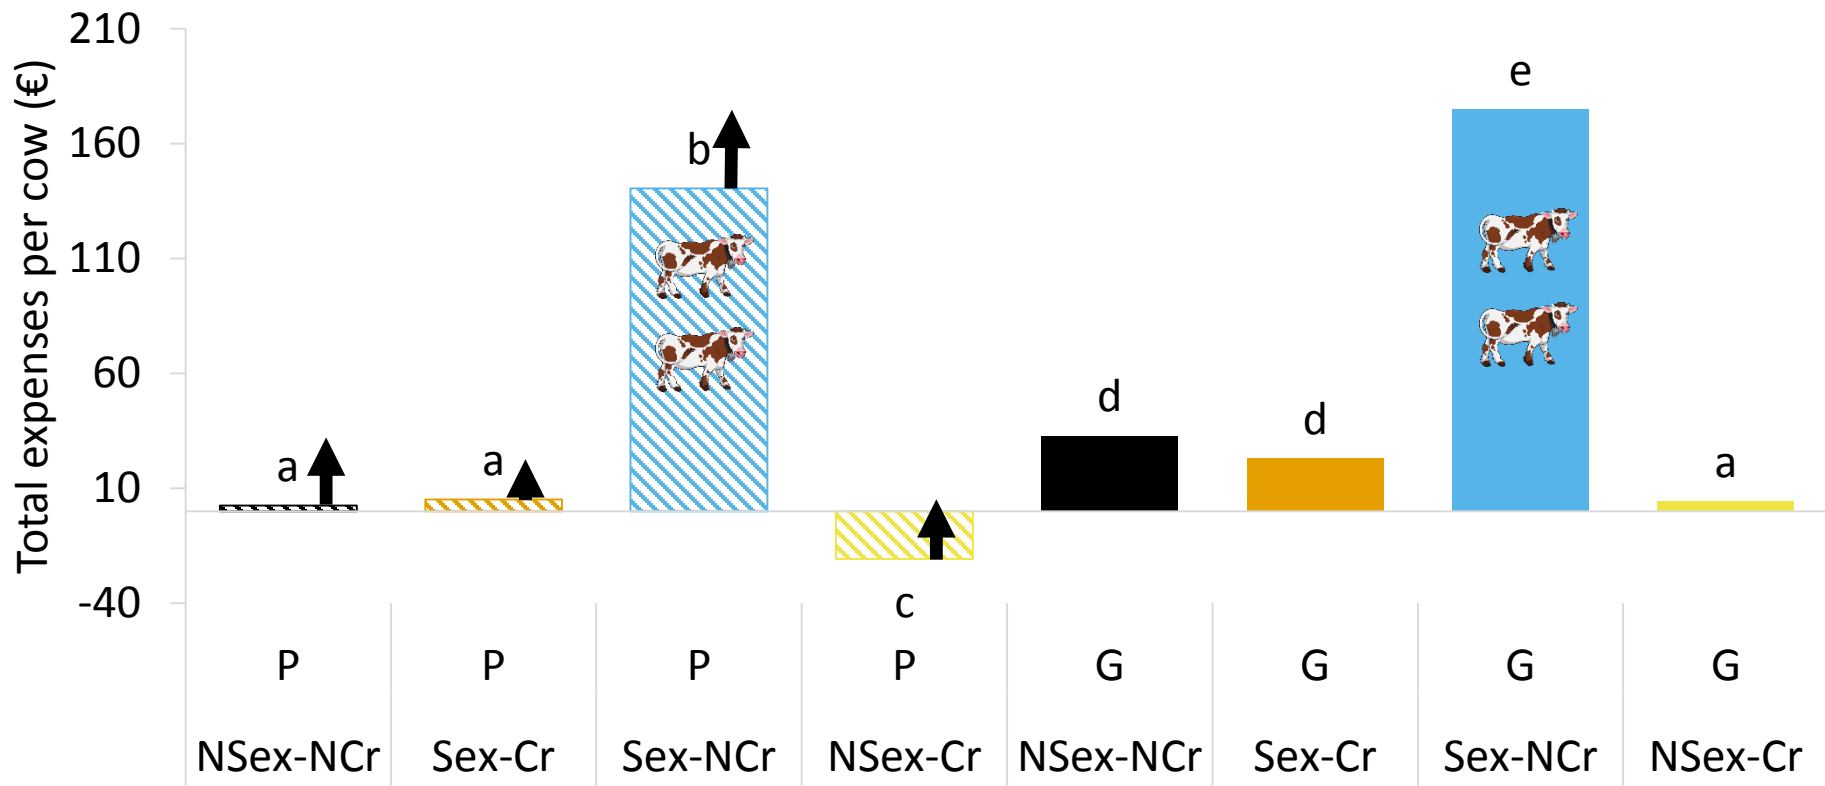 Total expenses per cow (€)
210
160
110
60
10
-40
a
a
b
c
d
d
e
a
P P P P G G G G
NSex-NCr Sex-Cr Sex-NCr NSex-Cr NSex-NCr Sex-Cr Sex-NCr NSex-Cr